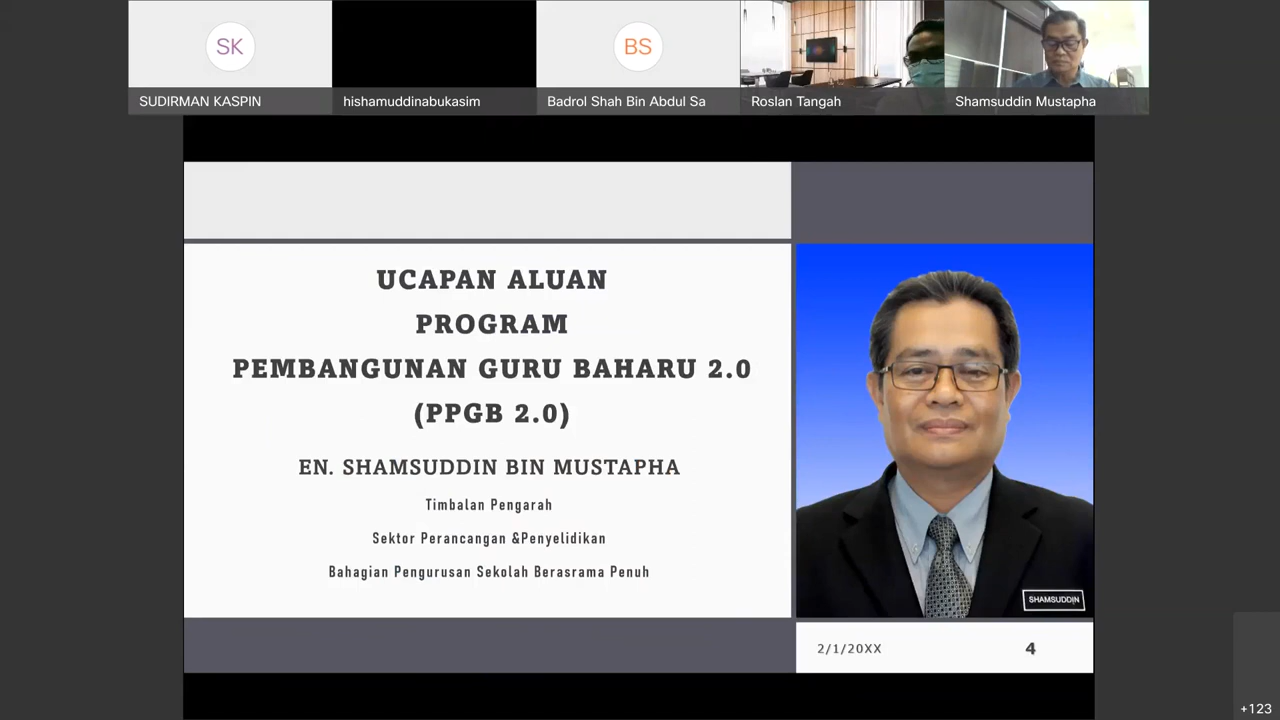 SK
BS
SUDIRMAN KASPIN
hishamuddinabukasim
Badrol Shah Bin Abdul Sa
Roslan Tangah
Shamsuddin Mustapha
UCAPAN ALUAN
PROGRAM
PEMBANGUNAN GURU BAHARU 2.0
(PPGB 2.0)
EN. SHAMSUDDIN BIN MUSTAPHA
Timbalan Pengarah
Sektor Perancangan &Penyelidikan
Bahagian Pengurusan Sekolah Berasrama Penuh
SHAMSUDDIN
2/1/20XX
4
+123